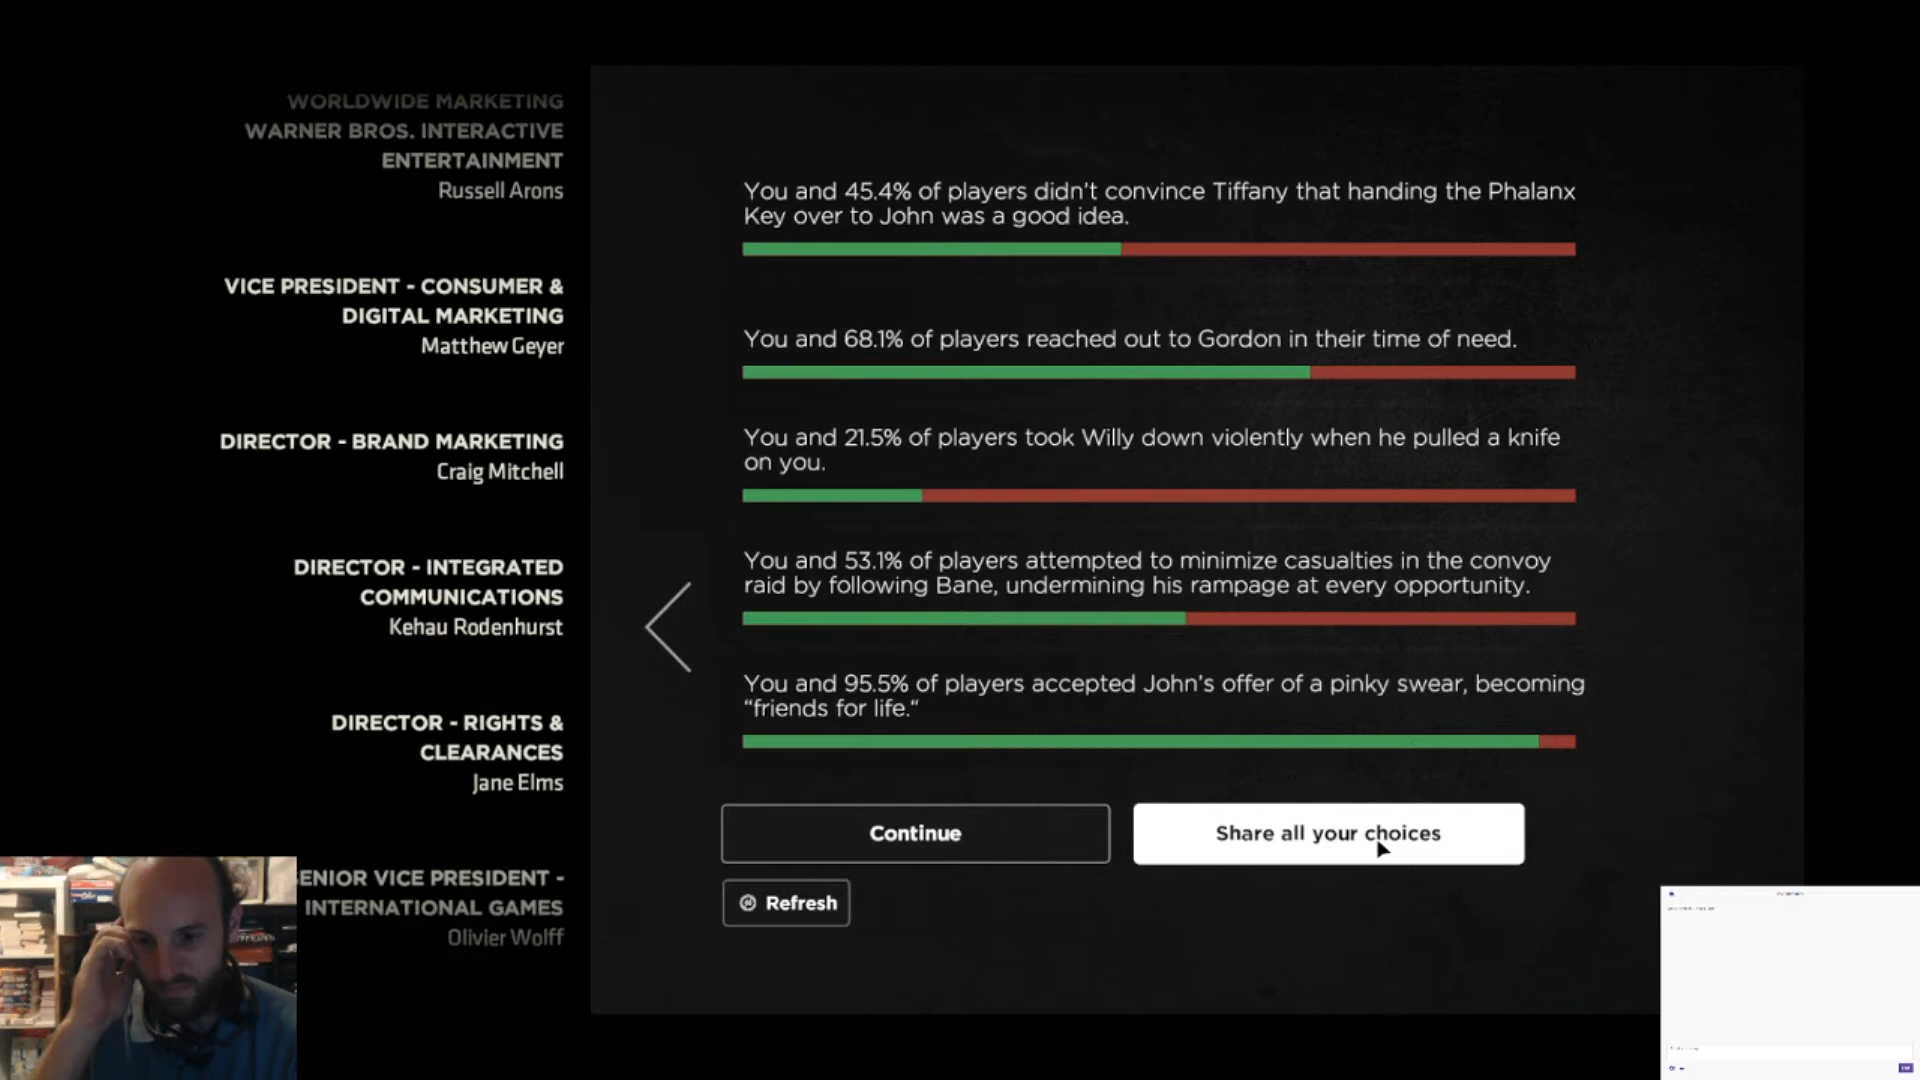 WORLDWIDE MARKETING
WARNER BROS. INTERACTIVE
ENTERTAINMENT
Russell Arons
VICE PRESIDENT - CONSUMER &
DIGITAL MARKETING
Matthew Geyer
DIRECTOR - BRAND MARKETING
Craig Mitchell
DIRECTOR - INTEGRATED
COMMUNICATIONS
Kehau Rodenhurst
DIRECTOR - RIGHTS &
CLEARANCES
Jane Elms
ENIOR VICE PRESIDENT -
INTERNATIONAL GAMES
Olivier Wolff
You and 45.4% of players didn't convince Tiffany that handing the Phalanx
Key over to John was a good idea.
You and 68.1% of players reached out to Gordon in their time of need.
You and 21.5% of players took Willy down violently when he pulled a knife
on you.
You and 53.1% of players attempted to minimize casualties in the convoy
raid by following Bane, undermining his rampage at every opportunity.
You and 95.5% of players accepted John's offer of a pinky swear, becoming
“friends for life.“
Continue
Share all your choices
Refresh